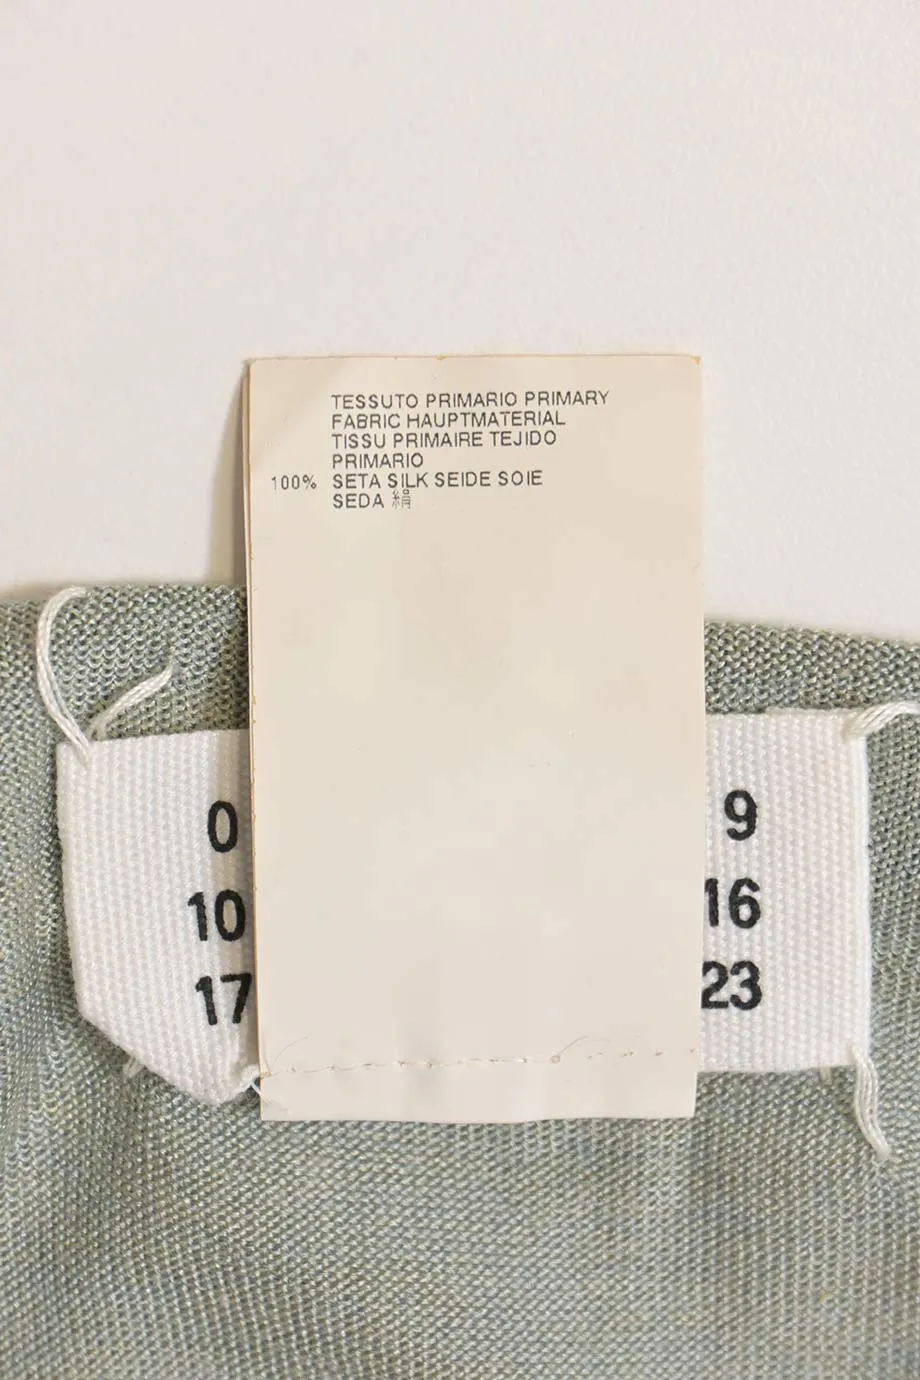 TESSUTO PRIMARIO PRIMARY
FABRIC HAUPTMATERIAL
TISSU PRIMAIRE TEJIDO
PRIMARIO
100% SETA SILK SEIDE SOIE
SEDA 絹
0 9
10 16
17 23